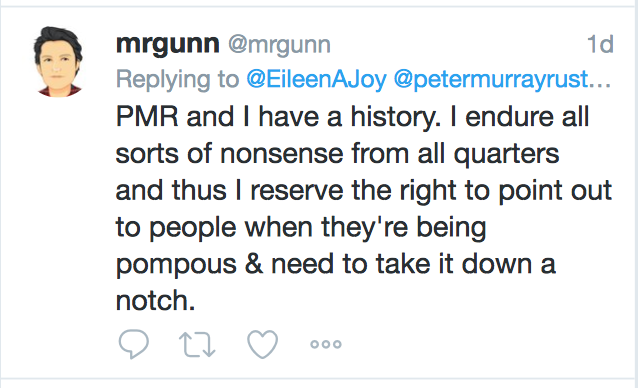 mrgunn @mrgunn 1d
Replying to @EileenAJoy @petermurrayrust...
PMR and I have a history. I endure all
sorts of nonsense from all quarters
and thus I reserve the right to point out
to people when they're being
pompous & need to take it down a
notch.